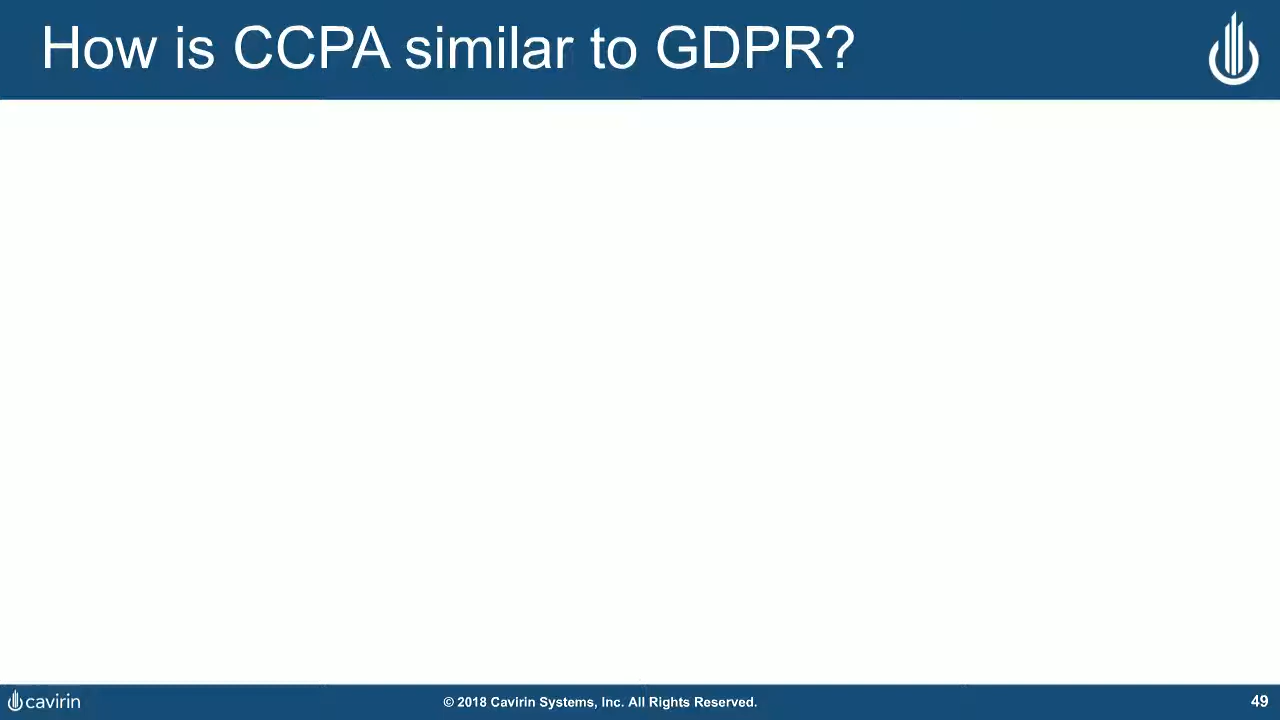 How is CCPA similar to GDPR?
cavirin
© 2018 Cavirin Systems, Inc. All Rights Reserved.
49